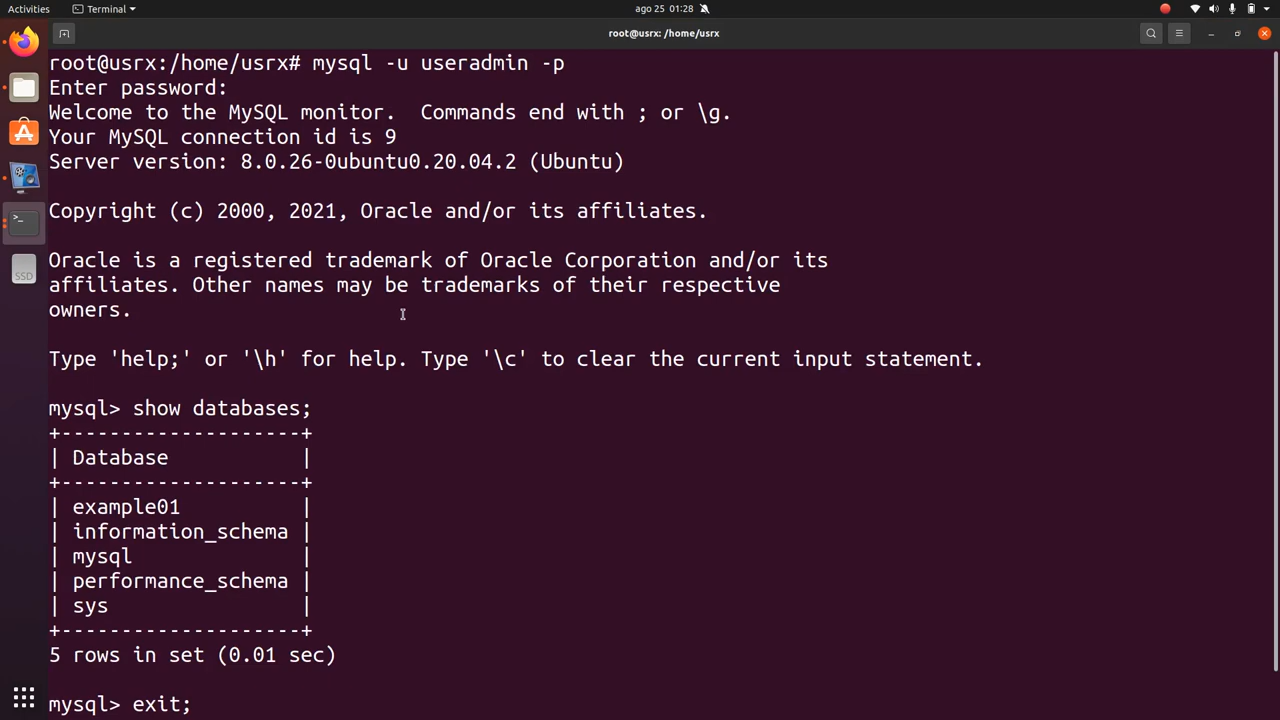 Activities
Terminal
ago 25 01:28
root@usrx: /home/usrx
root@usrx:/home/usrx# mysql -u useradmin -p
Enter password:
Welcome to the MySQL monitor.  Commands end with ; or \g.
Your MySQL connection id is 9
Server version: 8.0.26-0ubuntu0.20.04.2 (Ubuntu)
Copyright (c) 2000, 2021, Oracle and/or its affiliates.
Oracle is a registered trademark of Oracle Corporation and/or its
affiliates. Other names may be trademarks of their respective
owners.
Type 'help;' or '\h' for help. Type '\c' to clear the current input statement.
mysql> show databases;
+--------------------+
| Database           |
+--------------------+
| example01          |
| information_schema |
| mysql              |
| performance_schema |
| sys                |
+--------------------+
5 rows in set (0.01 sec)
mysql> exit;
SSD